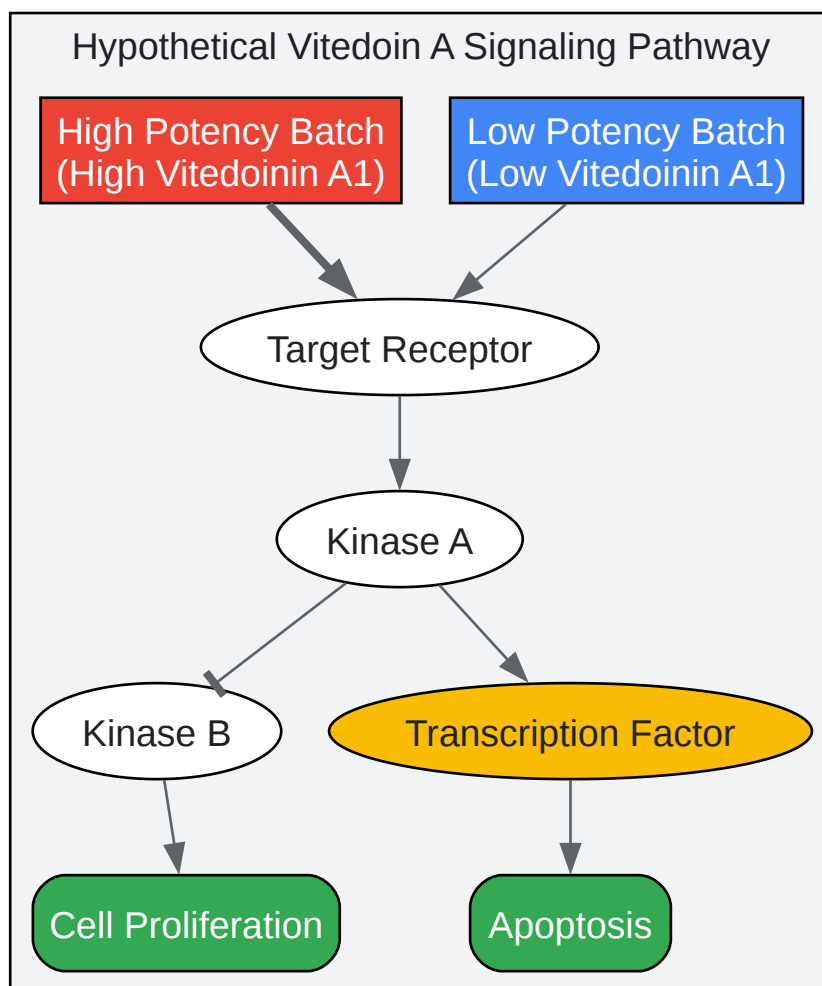 Hypothetical Vitedoin A Signaling Pathway
High Potency Batch
(High Vitedoinin A1)
Low Potency Batch
(Low Vitedoinin A1)
Target Receptor
Kinase A
Kinase B
Transcription Factor
Cell Proliferation
Apoptosis